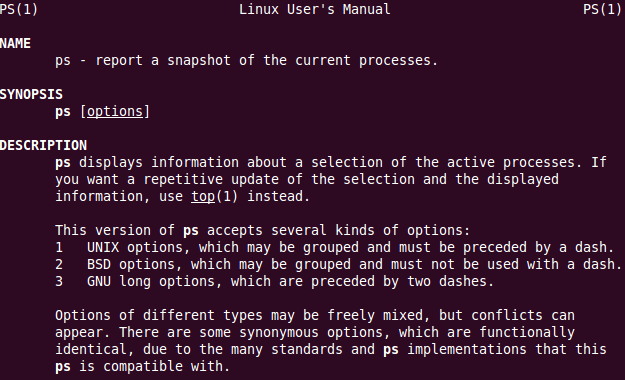 PS(1) Linux User's Manual PS(1)
NAME
ps - report a snapshot of the current processes.
SYNOPSIS
ps [options]
DESCRIPTION
ps displays information about a selection of the active processes. If
you want a repetitive update of the selection and the displayed
information, use top(1) instead.
This version of ps accepts several kinds of options:
1 UNIX options, which may be grouped and must be preceded by a dash.
2 BSD options, which may be grouped and must not be used with a dash.
3 GNU long options, which are preceded by two dashes.
Options of different types may be freely mixed, but conflicts can
appear. There are some synonymous options, which are functionally
identical, due to the many standards and ps implementations that this
ps is compatible with.